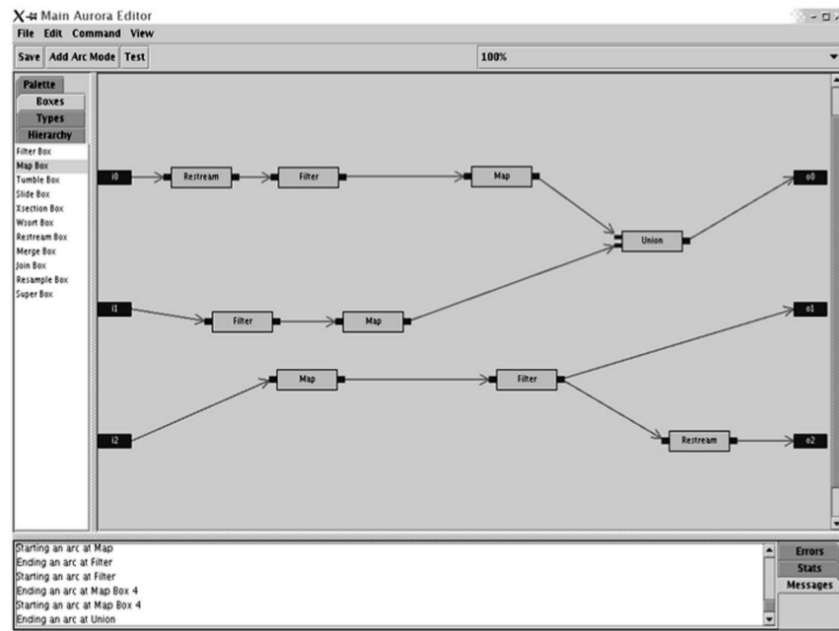 Main Aurora Editor
File Edit Command View
Save Add Arc Mode Test 100%
Palette
Boxes
Types
Hierarchy
Filter Box
Map Box
Tumble Box
Slide Box
Xsection Box
Wsort Box
Restream Box
Merge Box
Join Box
Resample Box
Super Box
i0 Restream Filter Map o0
Union
i1 Filter Map o1
Map Filter
i2 Restream o2
Starting an arc at Map
Ending an arc at Filter
Starting an arc at Filter
Ending an arc at Map Box 4
Starting an arc at Map Box 4
Ending an arc at Union
Errors
Stats
Messages